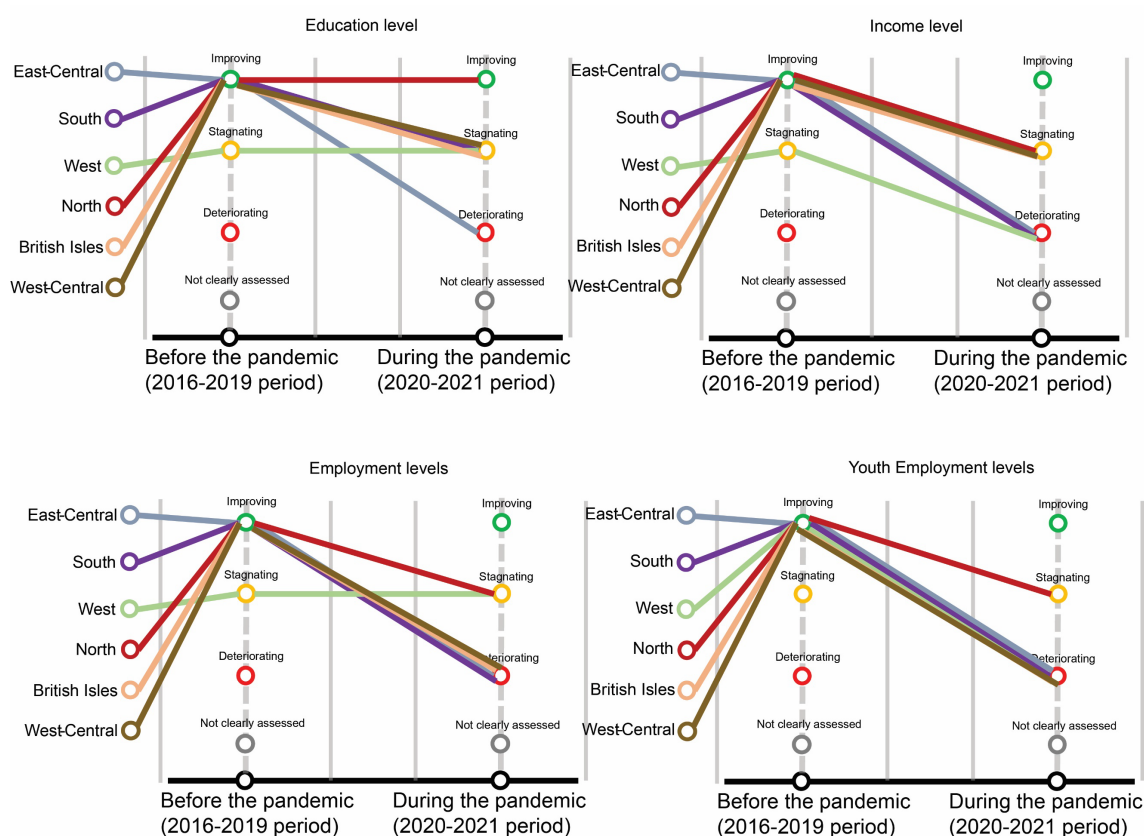 Education level
Improving
Improving
East-Central
South
Stagnating
Stagnating
West
North
Deteriorating
Deteriorating
British Isles
Not clearly assessed
Not clearly assessed
West-Central
Before the pandemic
(2016-2019 period)
During the pandemic
(2020-2021 period)
Income level
Improving
Improving
East-Central
South
Stagnating
Stagnating
West
North
Deteriorating
Deteriorating
British Isles
Not clearly assessed
Not clearly assessed
West-Central
Before the pandemic
(2016-2019 period)
During the pandemic
(2020-2021 period)
Employment levels
Improving
Improving
East-Central
South
Stagnating
Stagnating
West
North
Deteriorating
Deteriorating
British Isles
Not clearly assessed
Not clearly assessed
West-Central
Before the pandemic
(2016-2019 period)
During the pandemic
(2020-2021 period)
Youth Employment levels
Improving
Improving
East-Central
South
Stagnating
Stagnating
West
North
Deteriorating
Deteriorating
British Isles
Not clearly assessed
Not clearly assessed
West-Central
Before the pandemic
(2016-2019 period)
During the pandemic
(2020-2021 period)